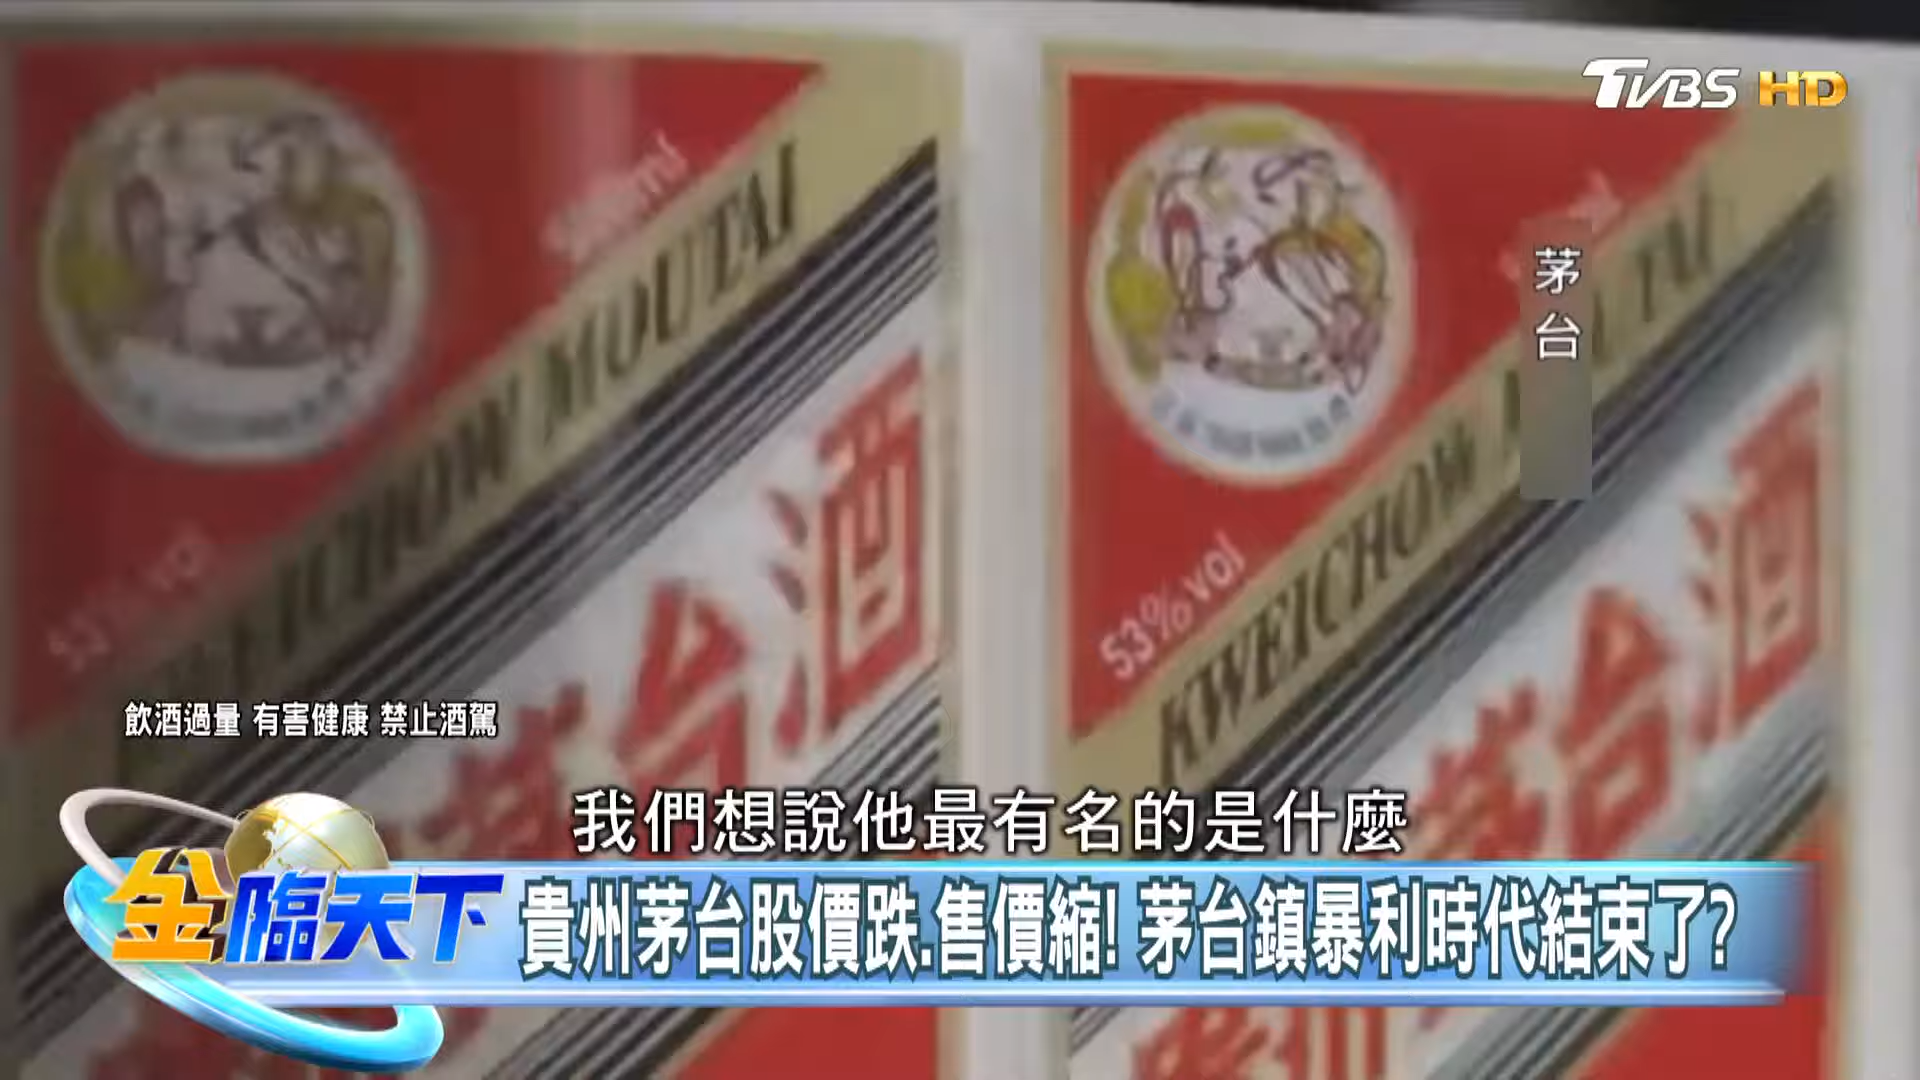 TVBS HD
茅台
500ml
KWEICHOW MOUTAI
53% vol
茅台酒
53% vol
KWEICHOW MOUTAI
茅台酒
飲酒過量 有害健康 禁止酒駕
我們想說他最有名的是什麼
金臨天下
貴州茅台股價跌.售價縮! 茅台鎮暴利時代結束了?